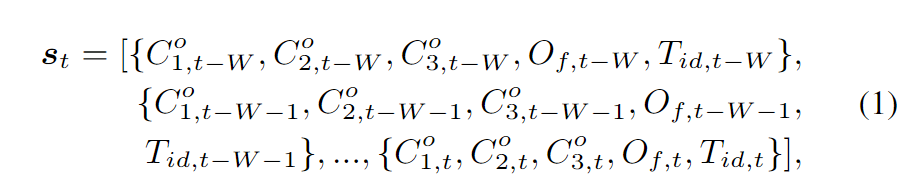 𝒔ₜ = [{C^o_{1,t−W}, C^o_{2,t−W}, C^o_{3,t−W}, O_{f,t−W}, T_{id,t−W}},
{C^o_{1,t−W−1}, C^o_{2,t−W−1}, C^o_{3,t−W−1}, O_{f,t−W−1}, (1)
T_{id,t−W−1}}, ..., {C^o_{1,t}, C^o_{2,t}, C^o_{3,t}, O_{f,t}, T_{id,t}}],